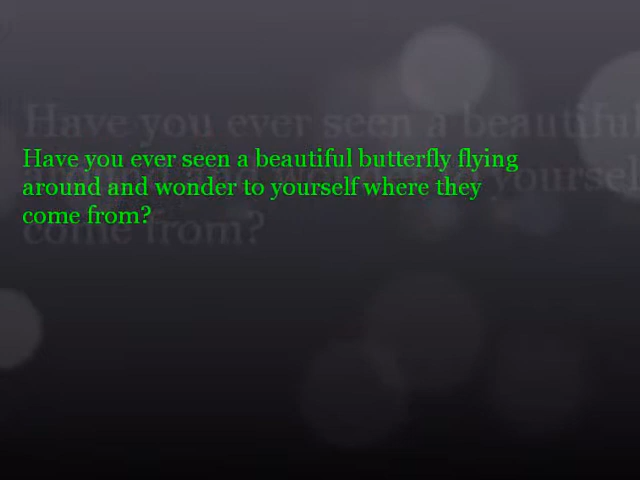 Have you ever seen a beautiful butterfly flying
around and wonder to yourself where they
come from?